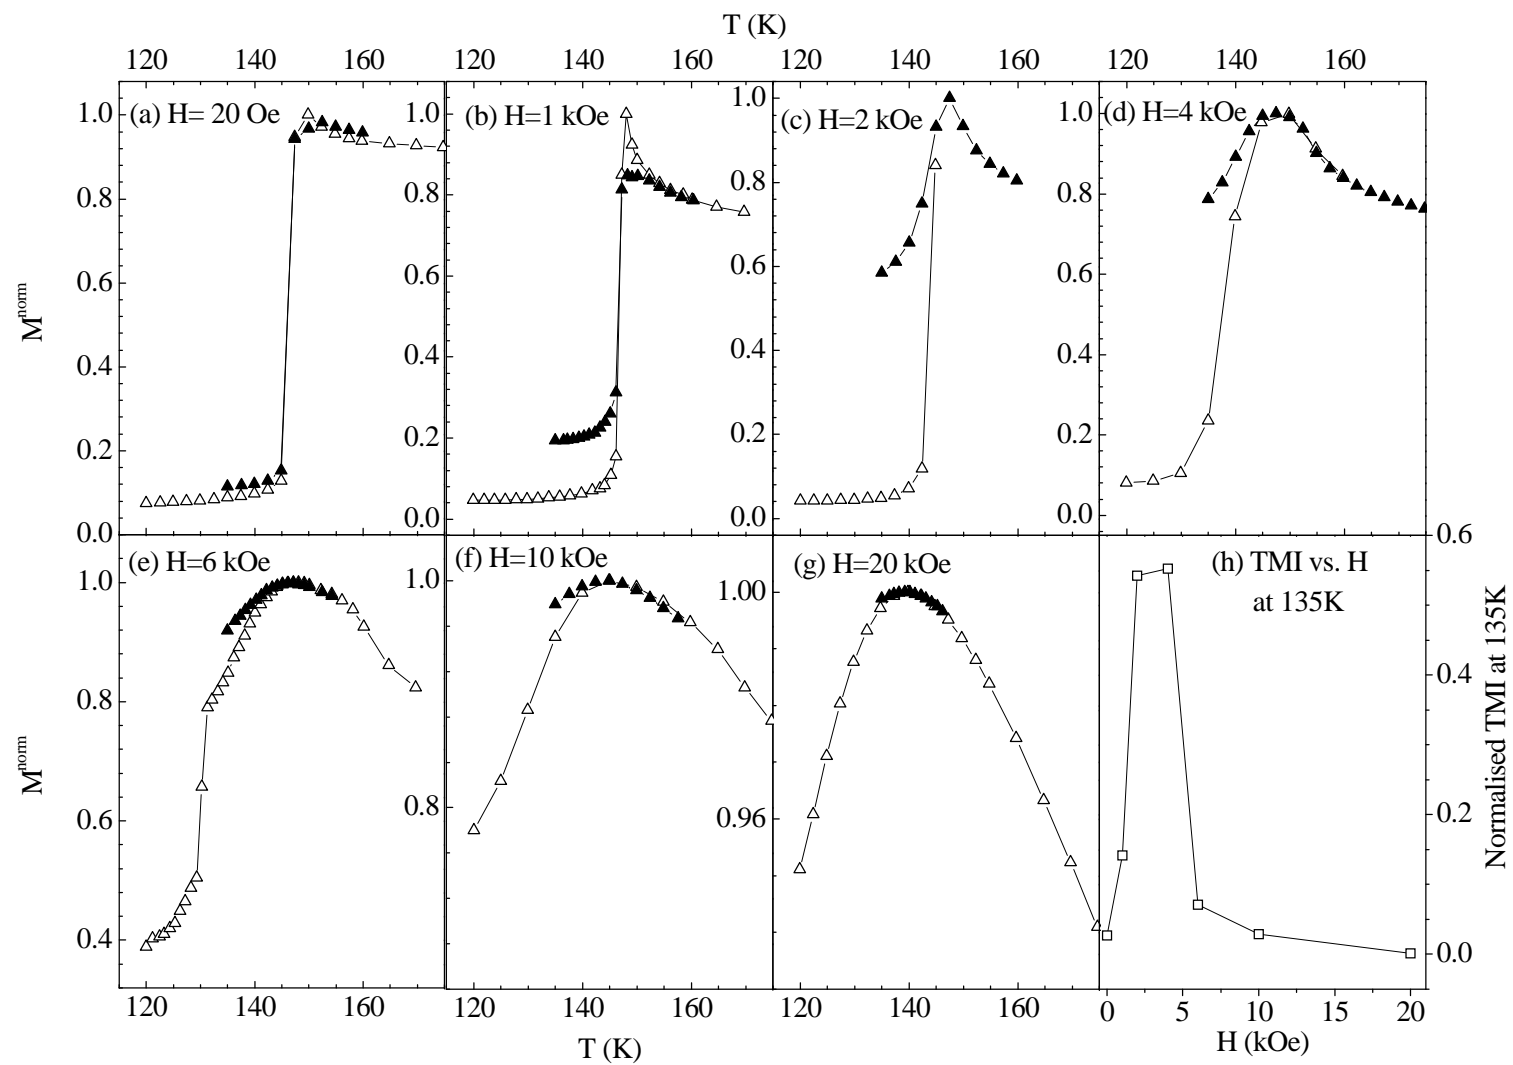 T (K)
120 140 160 120 140 160 120 140 160
(a) H= 20 Oe
(b) H=1 kOe
(c) H=2 kOe
(d) H=4 kOe
1.0
0.8
0.6
0.4
0.2
0.0
1.0
0.8
0.6
0.4
0.2
0.0
1.0
0.8
0.6
0.4
0.2
0.0
1.0
0.8
0.6
0.4
0.2
0.0
M^norm
(e) H=6 kOe
(f) H=10 kOe
(g) H=20 kOe
(h) TMI vs. H
at 135K
1.0
0.8
0.6
0.4
1.0
0.8
1.00
0.96
0.6
0.4
0.2
0.0
M^norm
Normalised TMI at 135K
120 140 160 120 140 160 120 140 160 0 5 10 15 20
T (K)
H (kOe)